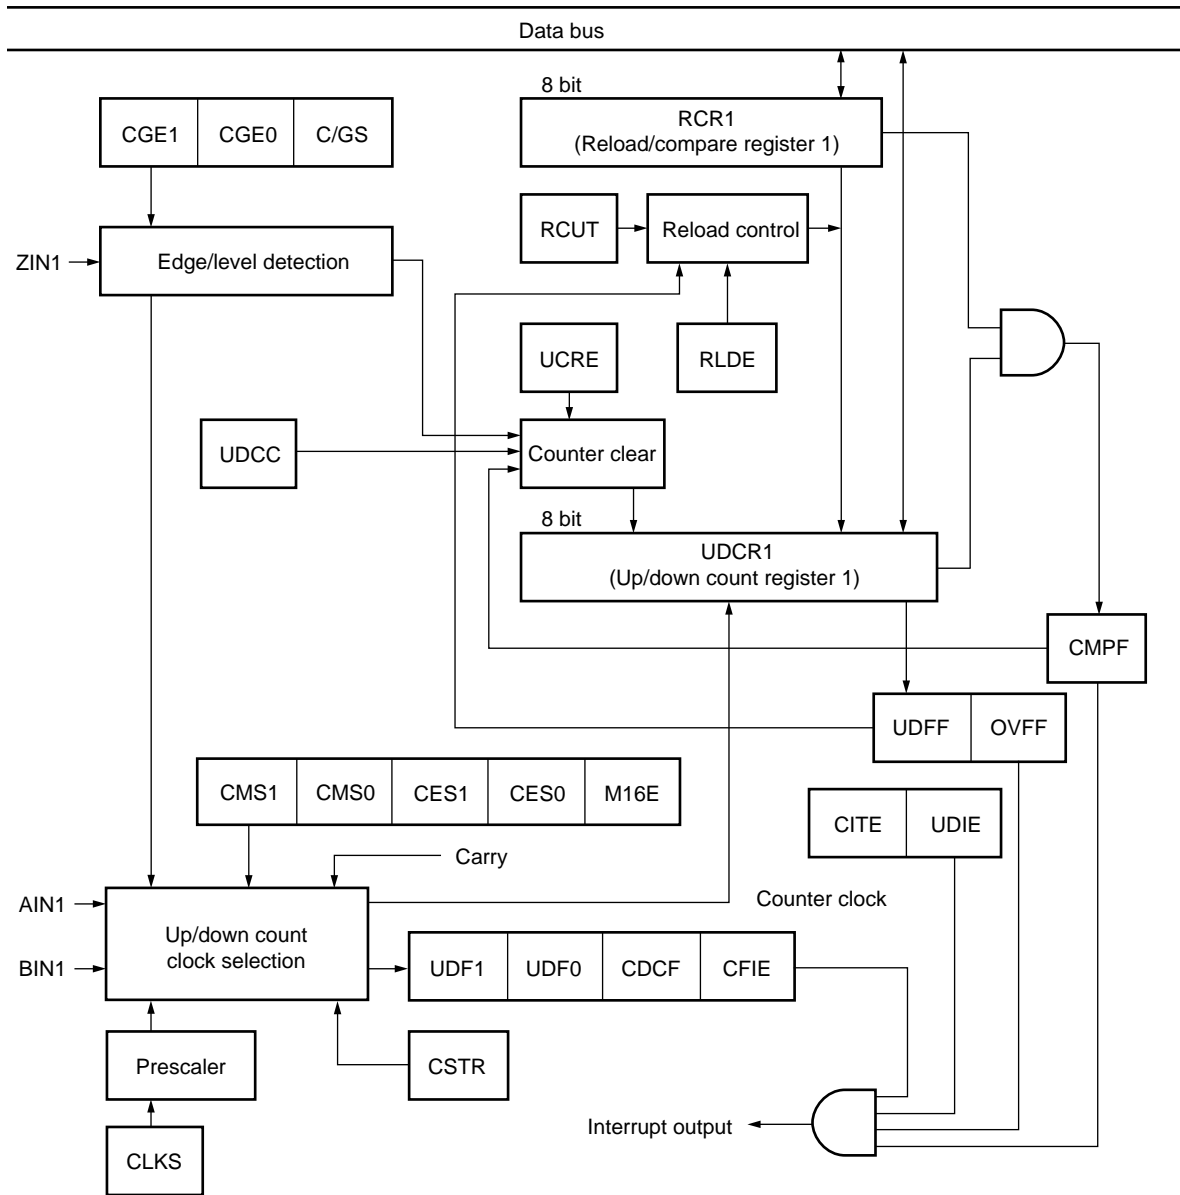 Data bus
8 bit
CGE1 CGE0 C/GS
RCR1
(Reload/compare register 1)
RCUT
Reload control
ZIN1
Edge/level detection
UCRE
RLDE
UDCC
Counter clear
8 bit
UDCR1
(Up/down count register 1)
CMPF
UDFF OVFF
CMS1 CMS0 CES1 CES0 M16E
CITE UDIE
Carry
AIN1
Counter clock
Up/down count
clock selection
BIN1
UDF1 UDF0 CDCF CFIE
Prescaler
CSTR
Interrupt output
CLKS